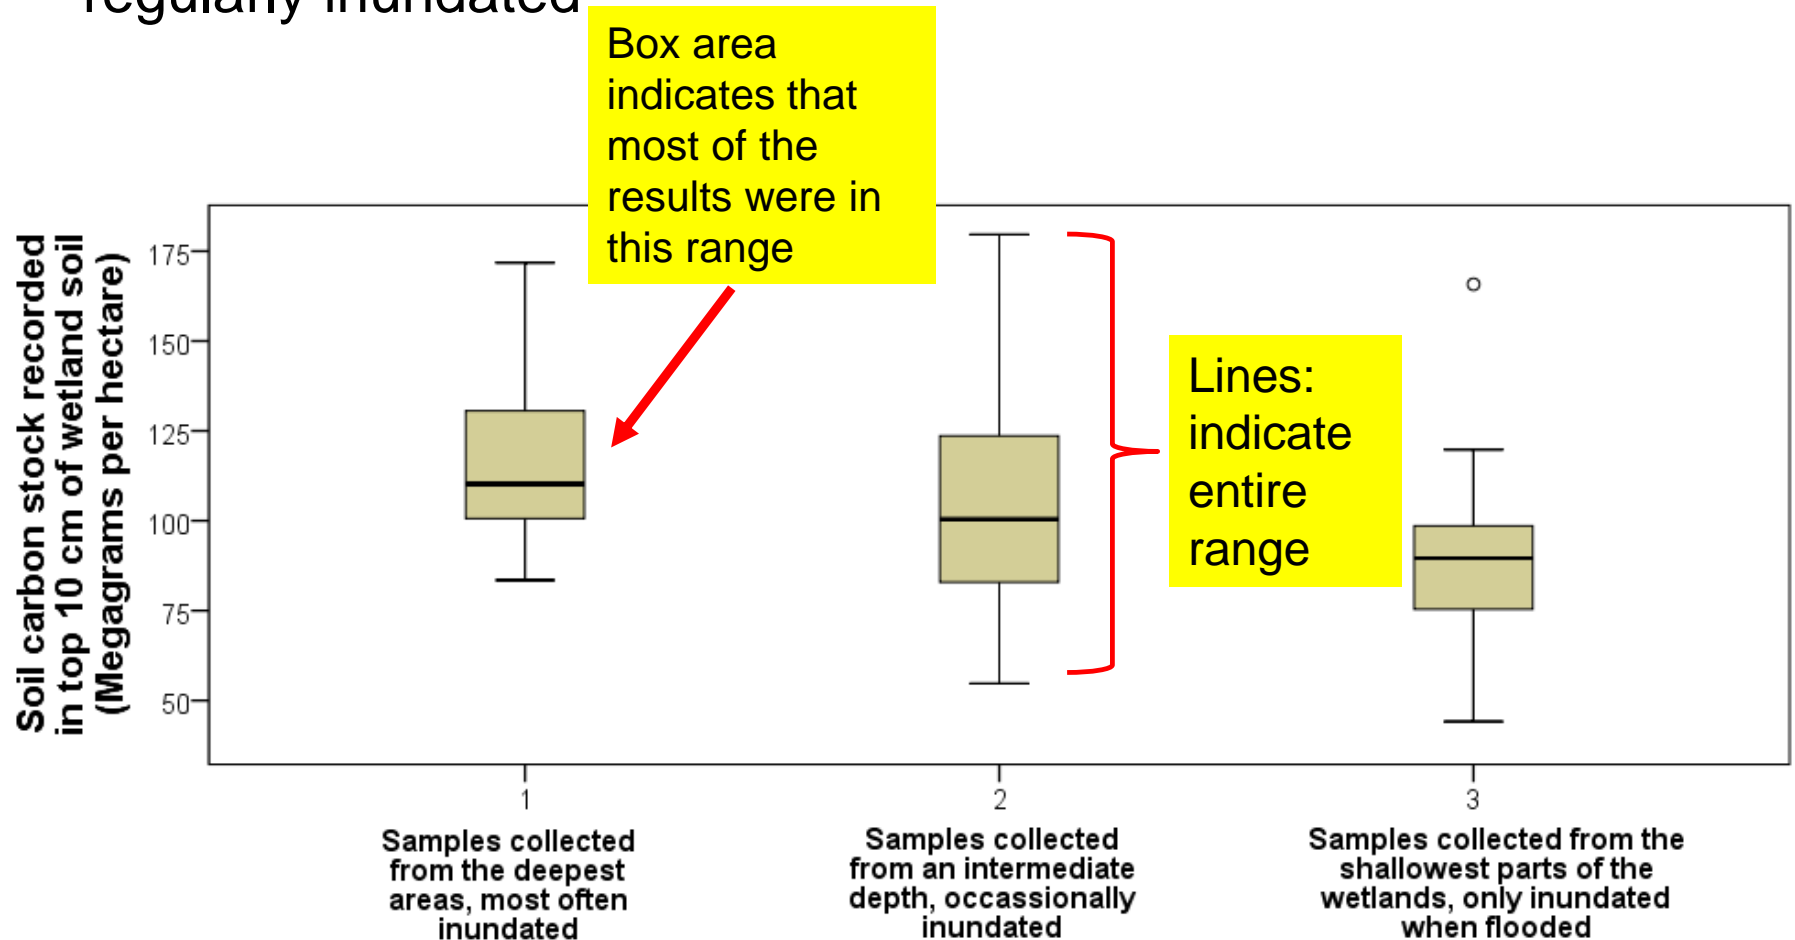 regularly inundated
Box area
indicates that
most of the
results were in
this range
Lines:
indicate
entire
range
Soil carbon stock recorded
in top 10 cm of wetland soil
(Megagrams per hectare)
175
150
125
100
75
50
1
2
3
Samples collected
from the deepest
areas, most often
inundated
Samples collected
from an intermediate
depth, occassionally
inundated
Samples collected from the
shallowest parts of the
wetlands, only inundated
when flooded